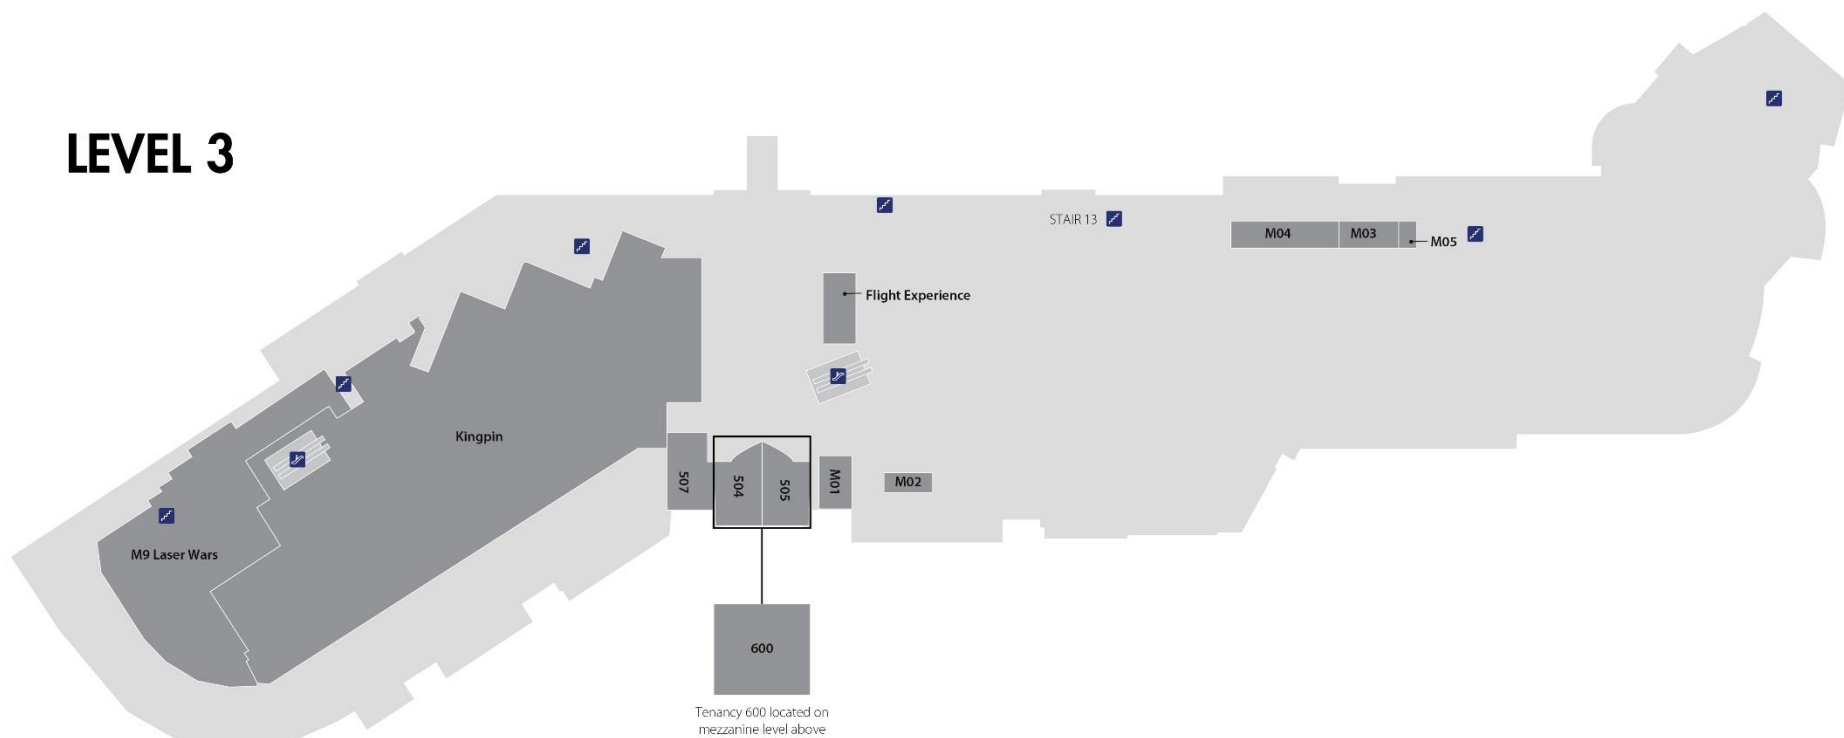 LEVEL 3
STAIR 13
M04
M03
M05
Flight Experience
Kingpin
507
504
505
M01
M02
M9 Laser Wars
600
Tenancy 600 located on
mezzanine level above